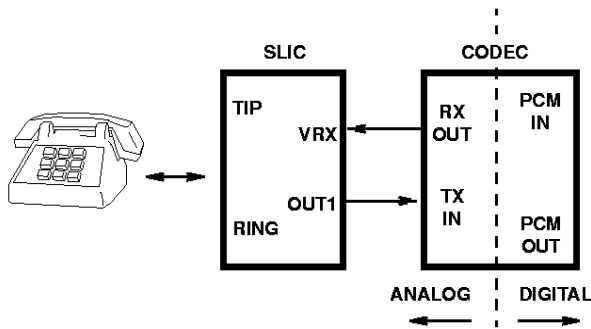 SLIC
CODEC
TIP
VRX
OUT1
RING
RX
OUT
PCM
IN
TX
IN
PCM
OUT
ANALOG
DIGITAL